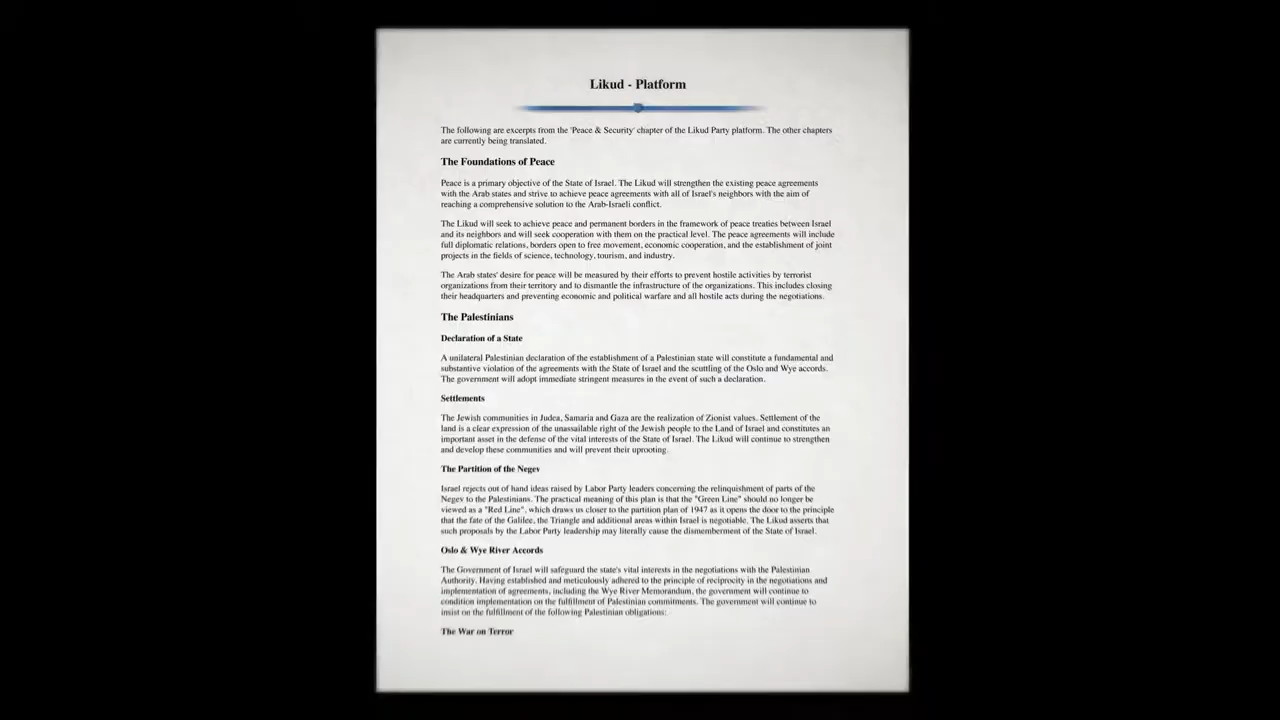 Likud - Platform
The following are excerpts from the 'Peace & Security' chapter of the Likud Party platform. The other chapters
are currently being translated.
The Foundations of Peace
Peace is a primary objective of the State of Israel. The Likud will strengthen the existing peace agreements
with the Arab states and strive to achieve peace agreements with all of Israel's neighbors with the aim of
reaching a comprehensive solution to the Arab-Israeli conflict.
The Likud will seek to achieve peace and permanent borders in the framework of peace treaties between Israel
and its neighbors and will seek cooperation with them on the practical level. The peace agreements will include
full diplomatic relations, borders open to free movement, economic cooperation, and the establishment of joint
projects in the fields of science, technology, tourism, and industry.
The Arab states' desire for peace will be measured by their efforts to prevent hostile activities by terrorist
organizations from their territory and to dismantle the infrastructure of the organizations. This includes closing
their headquarters and preventing economic and political warfare and all hostile acts during the negotiations.
The Palestinians
Declaration of a State
A unilateral Palestinian declaration of the establishment of a Palestinian state will constitute a fundamental and
substantive violation of the agreements with the State of Israel and the scuttling of the Oslo and Wye accords.
The government will adopt immediate stringent measures in the event of such a declaration.
Settlements
The Jewish communities in Judea, Samaria and Gaza are the realization of Zionist values. Settlement of the
land is a clear expression of the unassailable right of the Jewish people to the Land of Israel and constitutes an
important asset in the defense of the vital interests of the State of Israel. The Likud will continue to strengthen
and develop these communities and will prevent their uprooting.
The Partition of the Negev
Israel rejects out of hand ideas raised by Labor Party leaders concerning the relinquishment of parts of the
Negev to the Palestinians. The practical meaning of this plan is that the "Green Line" should no longer be
viewed as a "Red Line", which draws us closer to the partition plan of 1947 as it opens the door to the principle
that the fate of the Galilee, the Triangle and additional areas within Israel is negotiable. The Likud asserts that
such proposals by the Labor Party leadership may literally cause the dismemberment of the State of Israel.
Oslo & Wye River Accords
The Government of Israel will safeguard the state's vital interests in the negotiations with the Palestinian
Authority. Having established and meticulously adhered to the principle of reciprocity in the negotiations and
implementation of agreements, including the Wye River Memorandum, the government will continue to
condition implementation on the fulfillment of Palestinian commitments. The government will continue to
insist on the fulfillment of the following Palestinian obligations:
The War on Terror